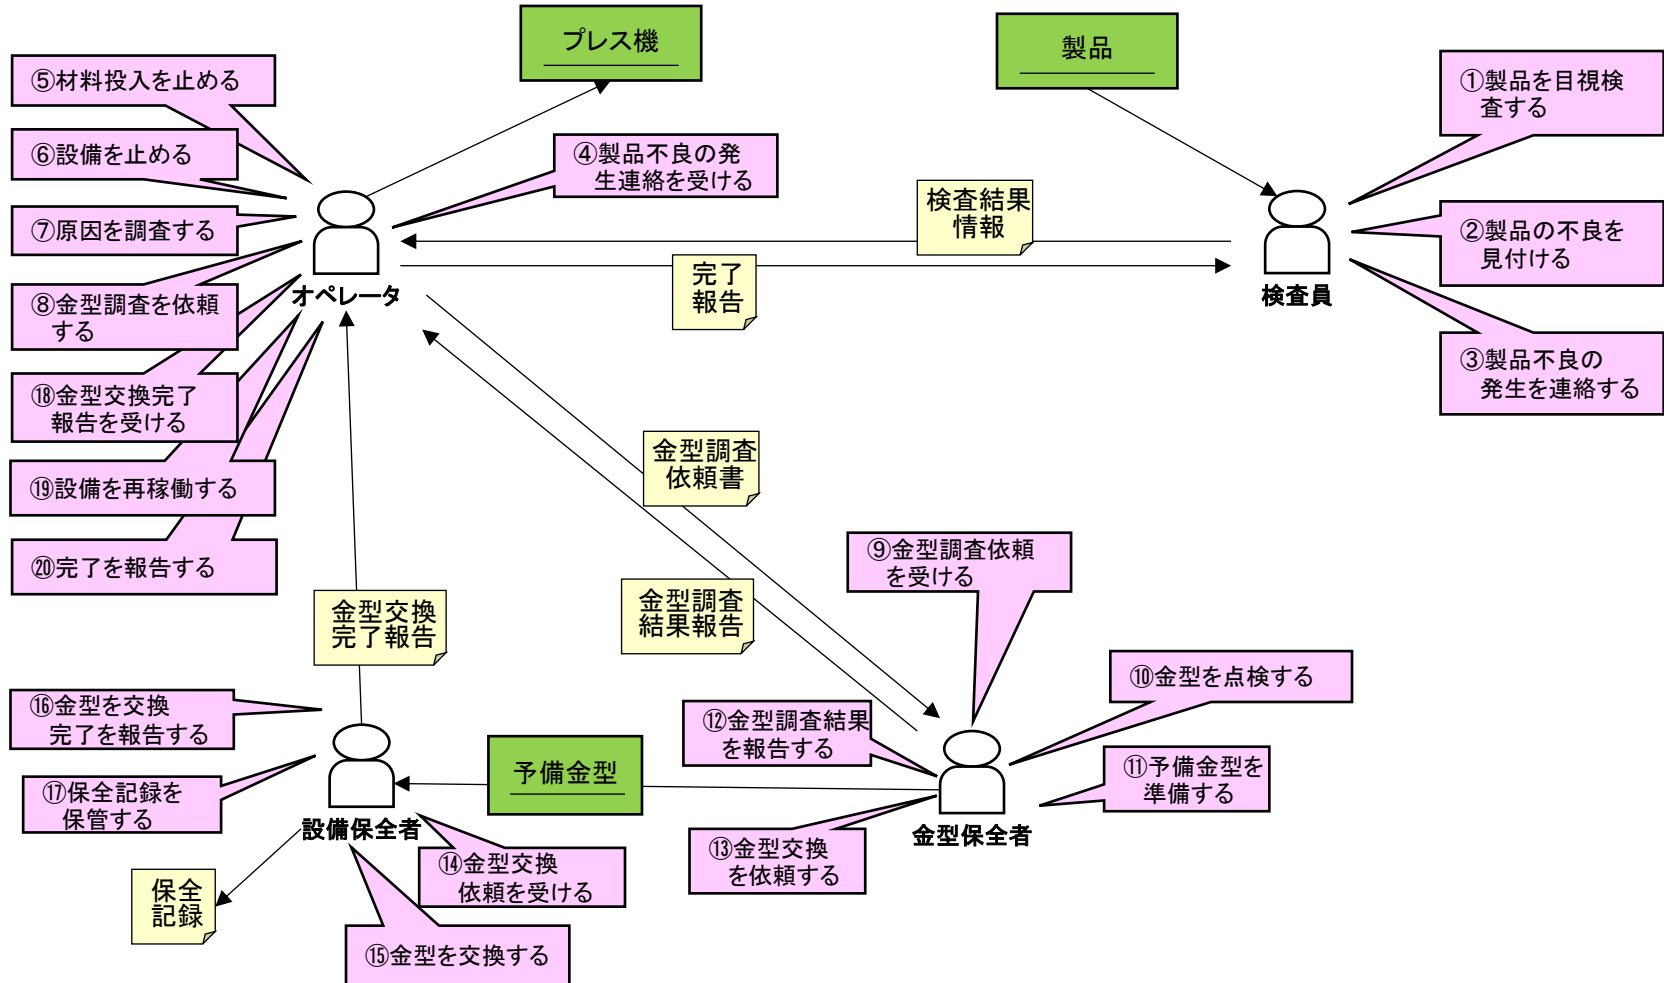 プレス機
製品
⑤材料投入を止める
①製品を目視検
査する
⑥設備を止める
④製品不良の発
生連絡を受ける
検査結果
情報
⑦原因を調査する
②製品の不良を
見付ける
完了
報告
オペレータ
検査員
⑧金型調査を依頼
する
③製品不良の
発生を連絡する
⑱金型交換完了
報告を受ける
金型調査
依頼書
⑲設備を再稼働する
⑨金型調査依頼
を受ける
⑳完了を報告する
金型交換
完了報告
金型調査
結果報告
⑩金型を点検する
⑯金型を交換
完了を報告する
⑫金型調査結果
を報告する
予備金型
⑪予備金型を
準備する
⑰保全記録を
保管する
設備保全者
金型保全者
⑬金型交換
を依頼する
⑭金型交換
依頼を受ける
保全
記録
⑮金型を交換する